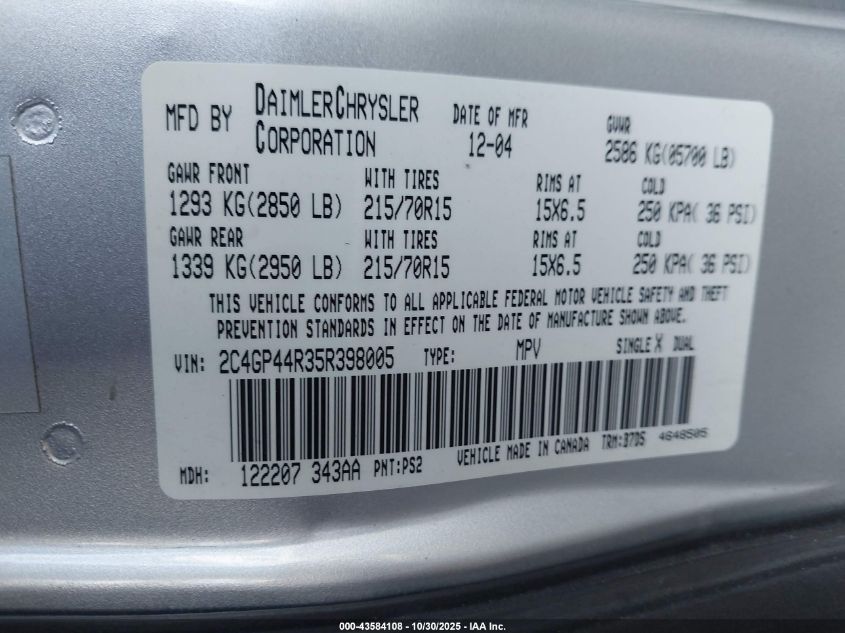 MFD BY DAIMLERCHRYSLER CORPORATION DATE OF MFR 12-04 GVWR 2586 KG(05700 LB)
GAWR FRONT WITH TIRES RIMS AT COLD
1293 KG(2850 LB) 215/70R15 15X6.5 250 KPA( 36 PSI)
GAWR REAR WITH TIRES RIMS AT COLD
1339 KG(2950 LB) 215/70R15 15X6.5 250 KPA( 36 PSI)
THIS VEHICLE CONFORMS TO ALL APPLICABLE FEDERAL MOTOR VEHICLE SAFETY AND THEFT
PREVENTION STANDARDS IN EFFECT ON THE DATE OF MANUFACTURE SHOWN ABOVE.
VIN: 2C4GP44R35R398005 TYPE: MPV SINGLE X DUAL
MDH: 122207 343AA PNT:PS2 VEHICLE MADE IN CANADA TRM:B7D5 4648505
000-43584108 | 10/30/2025 - IAA Inc.